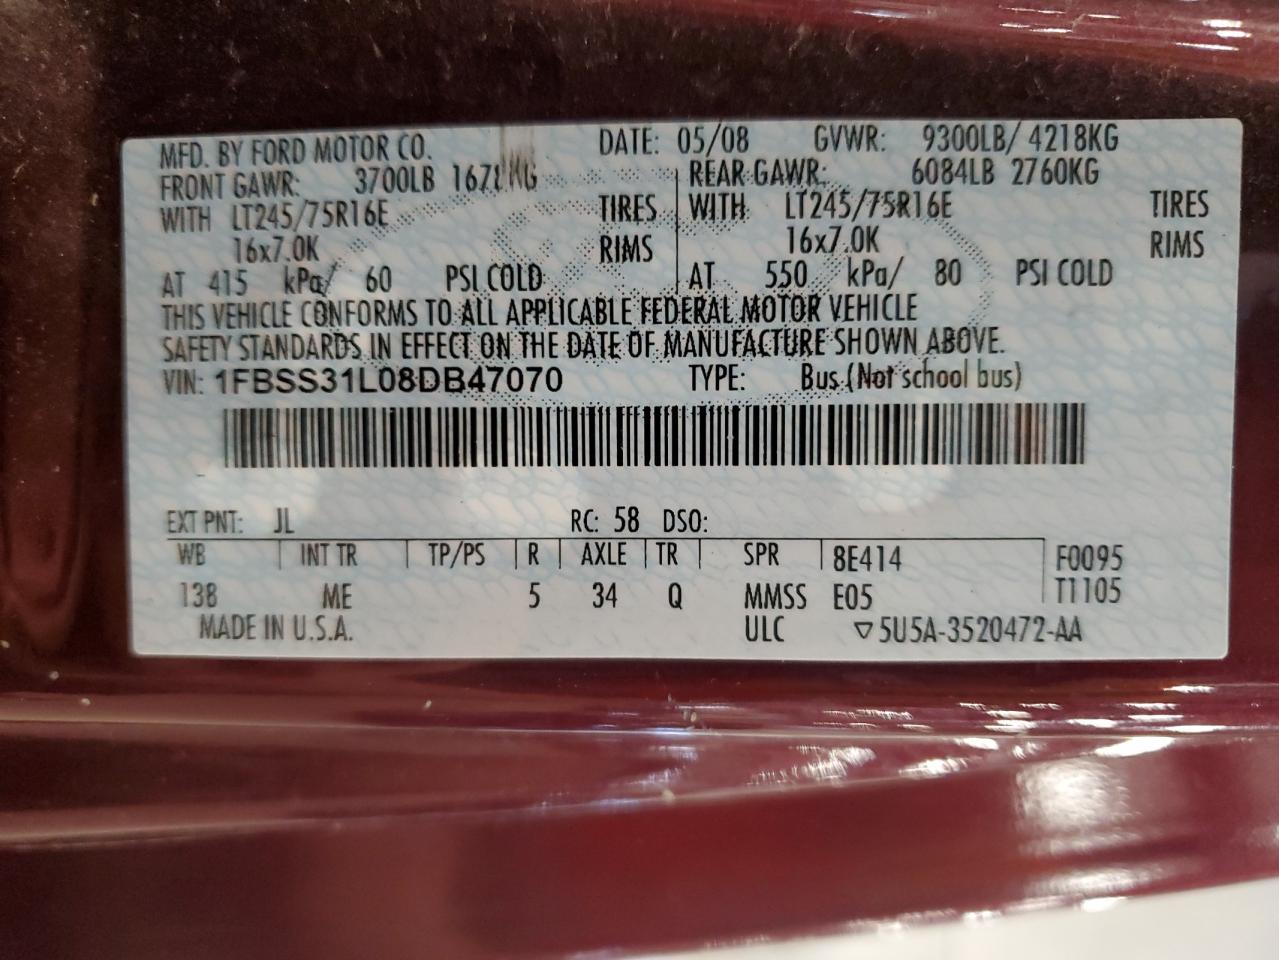 MFD. BY FORD MOTOR CO. DATE: 05/08 GVWR: 9300LB/ 4218KG
FRONT GAWR: 3700LB 1678KG REAR GAWR: 6084LB 2760KG
WITH LT245/75R16E TIRES WITH LT245/75R16E TIRES
16x7.0K RIMS 16x7.0K RIMS
AT 415 kPa/ 60 PSI COLD AT 550 kPa/ 80 PSI COLD
THIS VEHICLE CONFORMS TO ALL APPLICABLE FEDERAL MOTOR VEHICLE
SAFETY STANDARDS IN EFFECT ON THE DATE OF MANUFACTURE SHOWN ABOVE.
VIN: 1FBSS31L08DB47070 TYPE: Bus (Not school bus)
EXT PNT: JL RC: 58 DSO:
WB INT TR TP/PS R AXLE TR SPR 8E414 F0095
138 ME 5 34 Q MMSS E05 T1105
MADE IN U.S.A. ULC ▽5U5A-3520472-AA